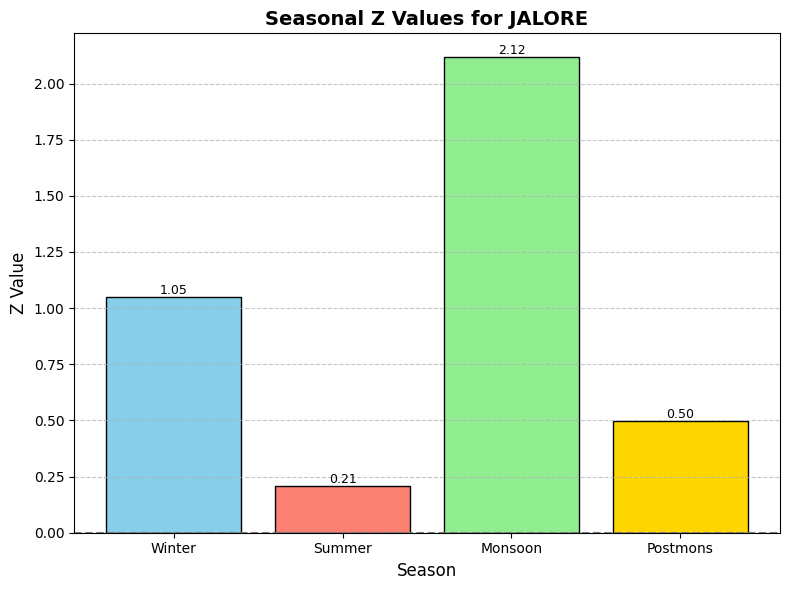 Seasonal Z Values for JALORE
Z Value
2.00
1.75
1.50
1.25
1.00
0.75
0.50
0.25
0.00
1.05
0.21
2.12
0.50
Winter
Summer
Monsoon
Postmons
Season